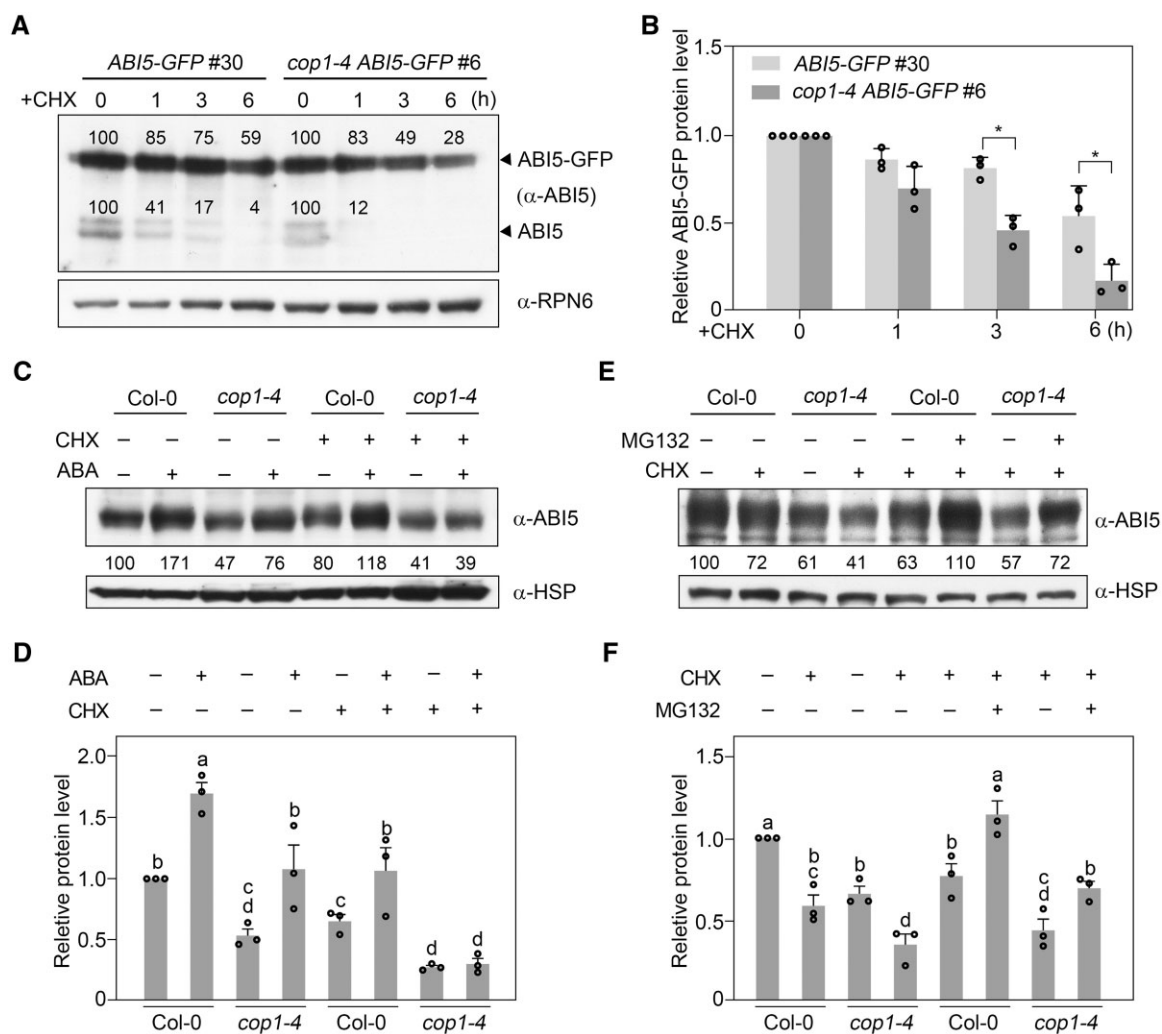 A
ABI5-GFP #30 cop1-4 ABI5-GFP #6
+CHX 0 1 3 6 0 1 3 6 (h)
100 85 75 59 100 83 49 28
ABI5-GFP
(α-ABI5)
100 41 17 4 100 12
ABI5
α-RPN6
B
Reletive ABI5-GFP protein level
1.5
1.0
0.5
0
ABI5-GFP #30
cop1-4 ABI5-GFP #6
* *
+CHX 0 1 3 6 (h)
C
Col-0 cop1-4 Col-0 cop1-4
CHX – – – – + + + +
ABA – + – + – + – +
α-ABI5
100 171 47 76 80 118 41 39
α-HSP
D
ABA – + – + – + – +
CHX – – – – + + + +
Reletive protein level
2.0
1.5
1.0
0.5
0
b a c d b c b d d
Col-0 cop1-4 Col-0 cop1-4
E
Col-0 cop1-4 Col-0 cop1-4
MG132 – – – – – + – +
CHX – + – + + + + +
α-ABI5
100 72 61 41 63 110 57 72
α-HSP
F
CHX – + – + + + + +
MG132 – – – – – + – +
Reletive protein level
1.5
1.0
0.5
0
a b c b d b a c d b
Col-0 cop1-4 Col-0 cop1-4